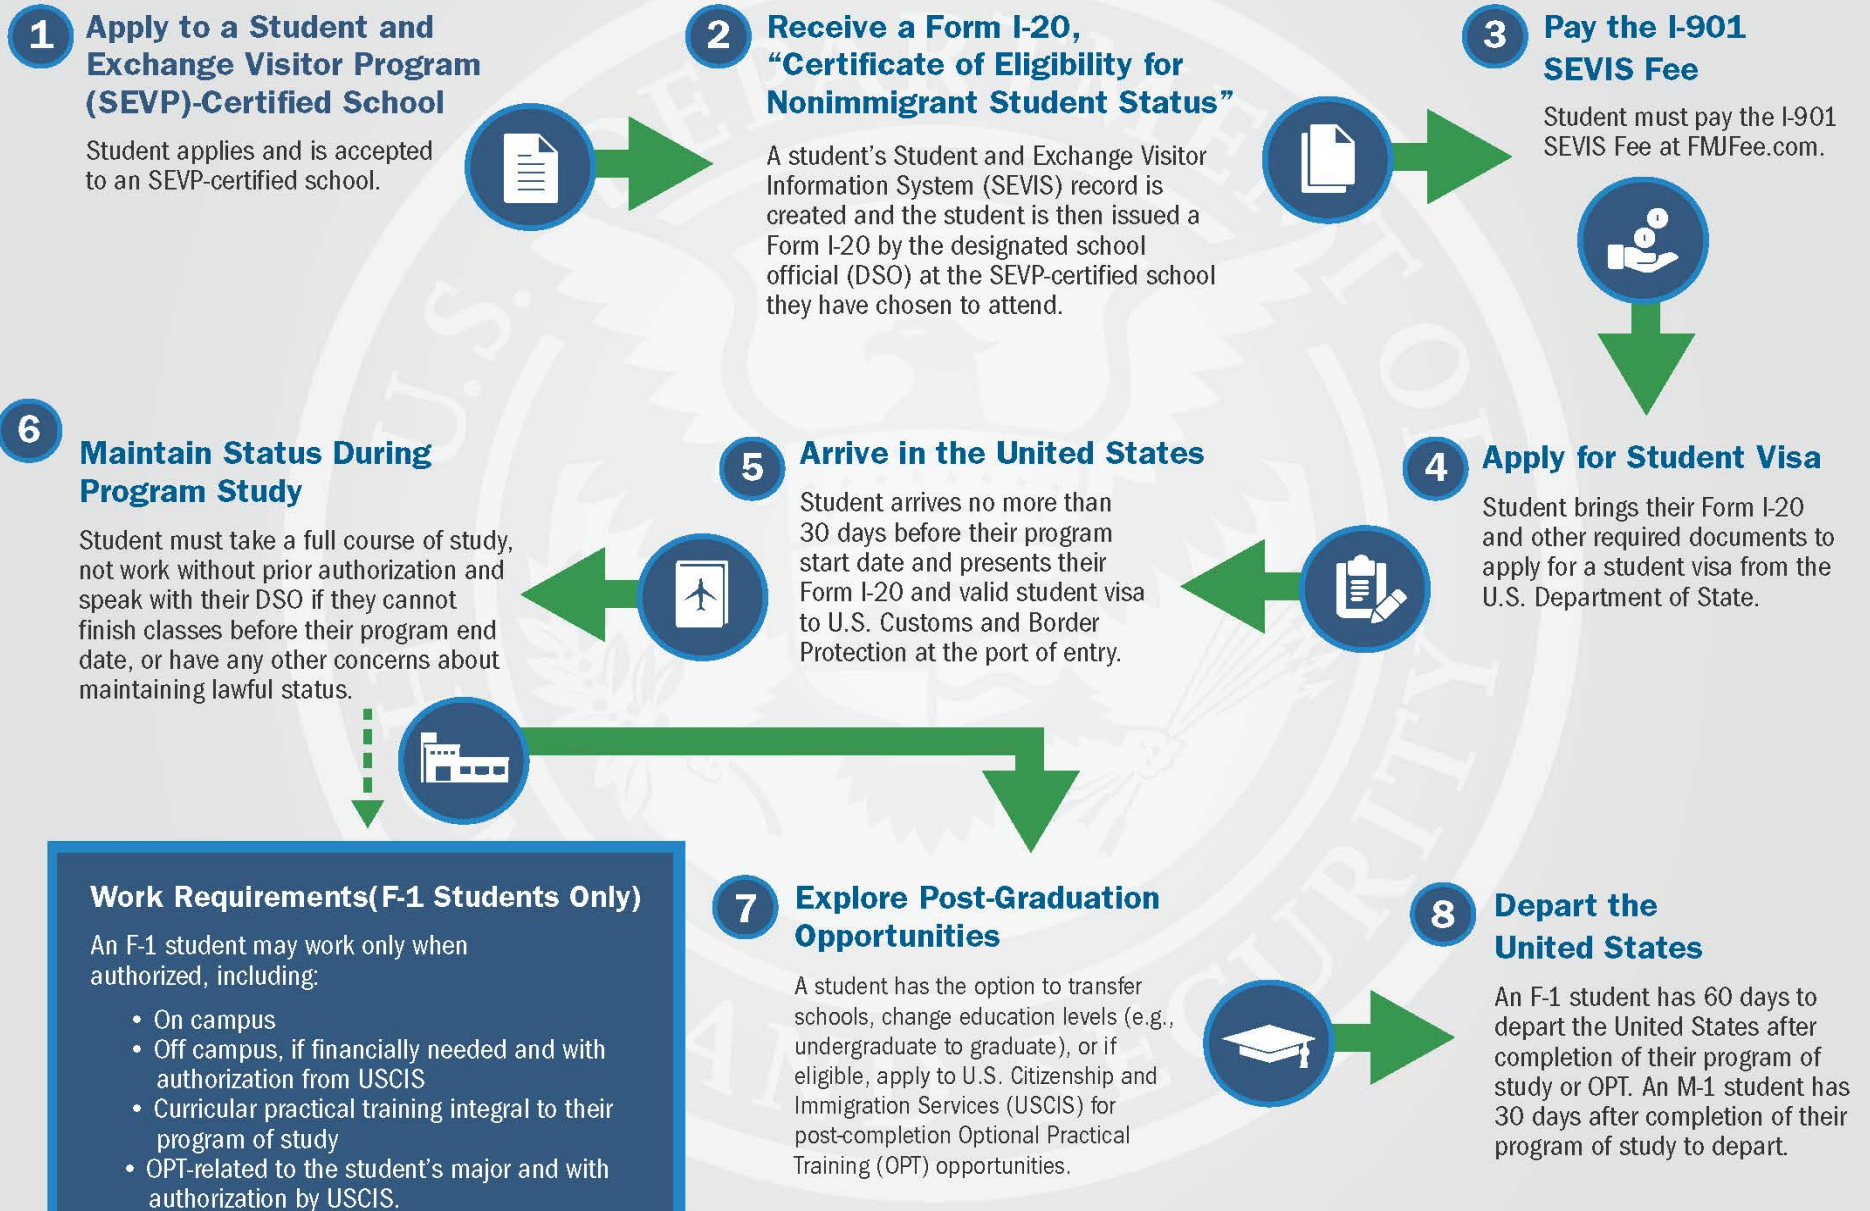 1
Apply to a Student and
Exchange Visitor Program
(SEVP)-Certified School
Student applies and is accepted
to an SEVP-certified school.
2
Receive a Form I-20,
“Certificate of Eligibility for
Nonimmigrant Student Status”
A student’s Student and Exchange Visitor
Information System (SEVIS) record is
created and the student is then issued a
Form I-20 by the designated school
official (DSO) at the SEVP-certified school
they have chosen to attend.
3
Pay the I-901
SEVIS Fee
Student must pay the I-901
SEVIS Fee at FMJFee.com.
4
Apply for Student Visa
Student brings their Form I-20
and other required documents to
apply for a student visa from the
U.S. Department of State.
5
Arrive in the United States
Student arrives no more than
30 days before their program
start date and presents their
Form I-20 and valid student visa
to U.S. Customs and Border
Protection at the port of entry.
6
Maintain Status During
Program Study
Student must take a full course of study,
not work without prior authorization and
speak with their DSO if they cannot
finish classes before their program end
date, or have any other concerns about
maintaining lawful status.
Work Requirements(F-1 Students Only)
An F-1 student may work only when
authorized, including:
• On campus
• Off campus, if financially needed and with
authorization from USCIS
• Curricular practical training integral to their
program of study
• OPT-related to the student’s major and with
authorization by USCIS.
7
Explore Post-Graduation
Opportunities
A student has the option to transfer
schools, change education levels (e.g.,
undergraduate to graduate), or if
eligible, apply to U.S. Citizenship and
Immigration Services (USCIS) for
post-completion Optional Practical
Training (OPT) opportunities.
8
Depart the
United States
An F-1 student has 60 days to
depart the United States after
completion of their program of
study or OPT. An M-1 student has
30 days after completion of their
program of study to depart.
U.S. DEPARTMENT OF
AND SECURITY